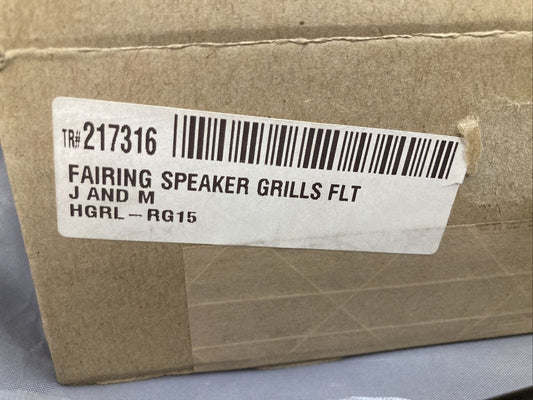 TR# 217316
FAIRING SPEAKER GRILLS FLT
J AND M
HGRL-RG15